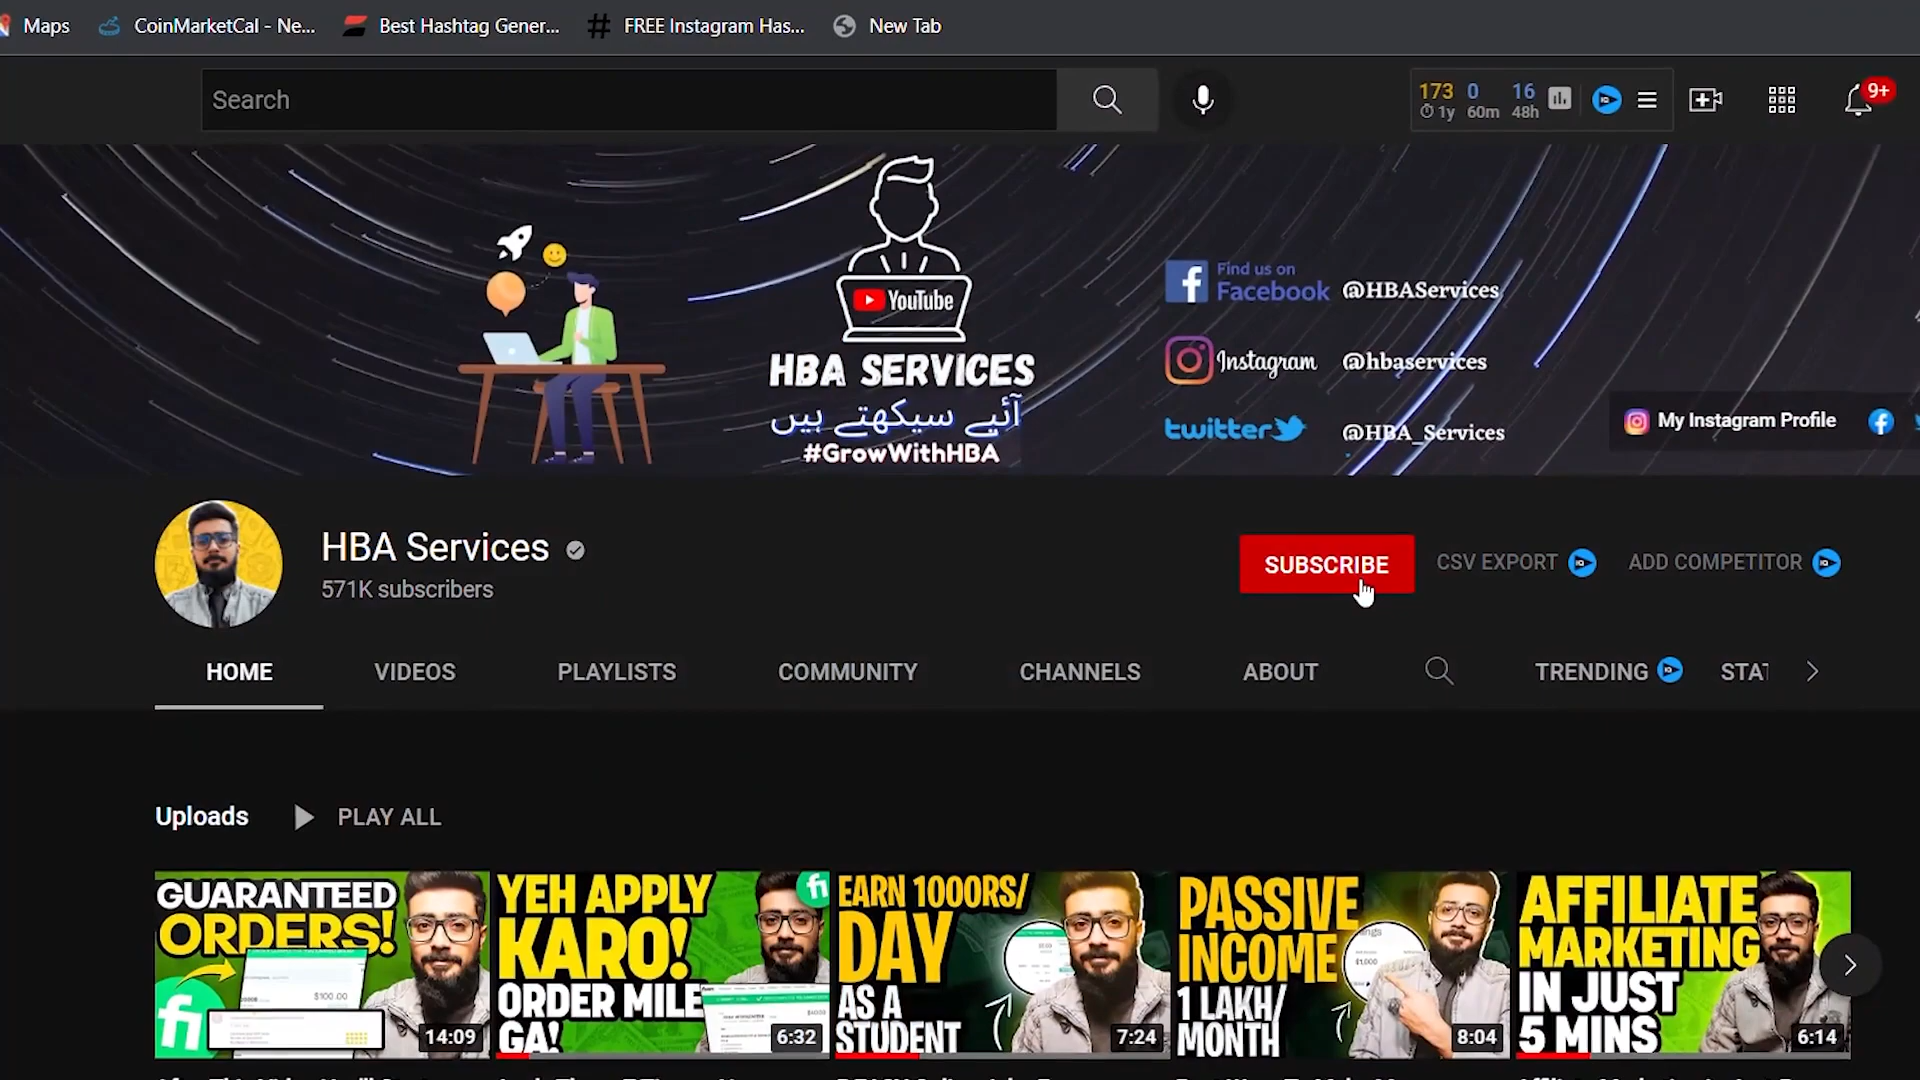 Maps CoinMarketCal - Ne... Best Hashtag Gener... FREE Instagram Has... New Tab
Search
173 0 16
1y 60m 48h
9+
YouTube
HBA SERVICES
آئیے سیکھتے ہیں
#GrowWithHBA
Find us on
Facebook @HBAServices
Instagram @hbaservices
twitter @HBA_Services
My Instagram Profile
HBA Services
571K subscribers
SUBSCRIBE CSV EXPORT ADD COMPETITOR
HOME VIDEOS PLAYLISTS COMMUNITY CHANNELS ABOUT TRENDING
Uploads PLAY ALL
GUARANTEED
ORDERS!
fi
$100.00
14:09
YEH APPLY
KARO!
ORDER MILE
GA!
fi
6:32
EARN 1000RS/
DAY
AS A
STUDENT
7:24
PASSIVE
INCOME
1 LAKH/
MONTH
8:04
AFFILIATE
MARKETING
IN JUST
5 MINS
6:14